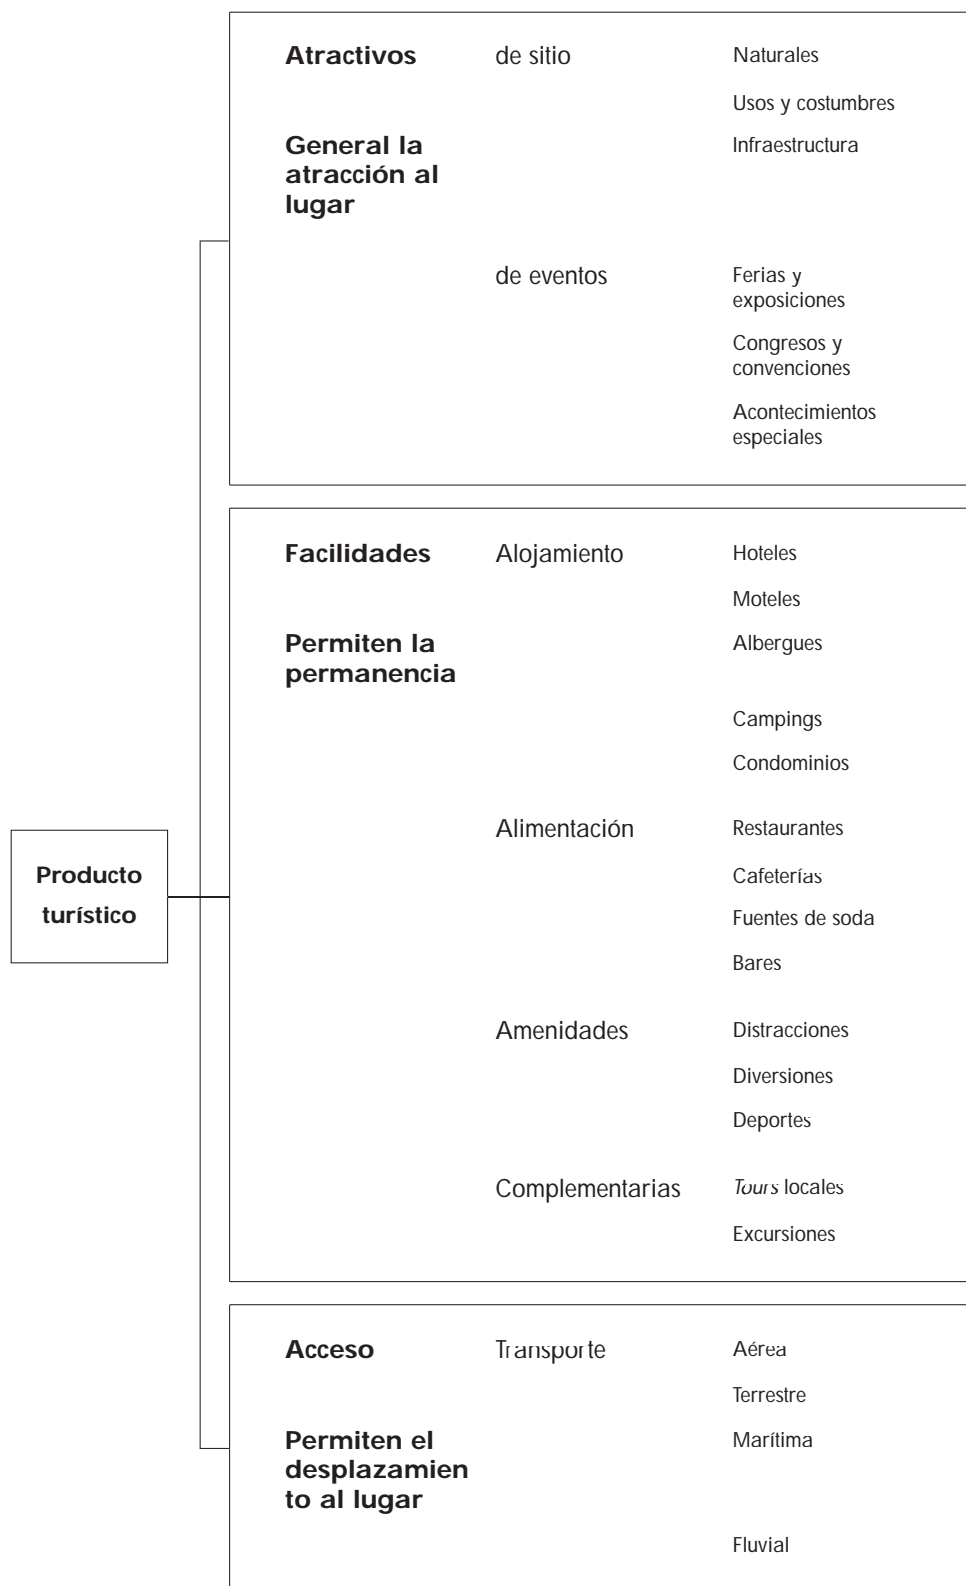 Atractivos de sitio Naturales
Usos y costumbres
General la Infraestructura
atracción al
lugar
de eventos Ferias y
exposiciones
Congresos y
convenciones
Acontecimientos
especiales
Facilidades Alojamiento Hoteles
Moteles
Permiten la Albergues
permanencia
Campings
Condominios
Alimentación Restaurantes
Producto
turístico
Cafeterías
Fuentes de soda
Bares
Amenidades Distracciones
Diversiones
Deportes
Complementarias Tours locales
Excursiones
Acceso Transporte Aérea
Terrestre
Permiten el Marítima
desplazamien
to al lugar
Fluvial